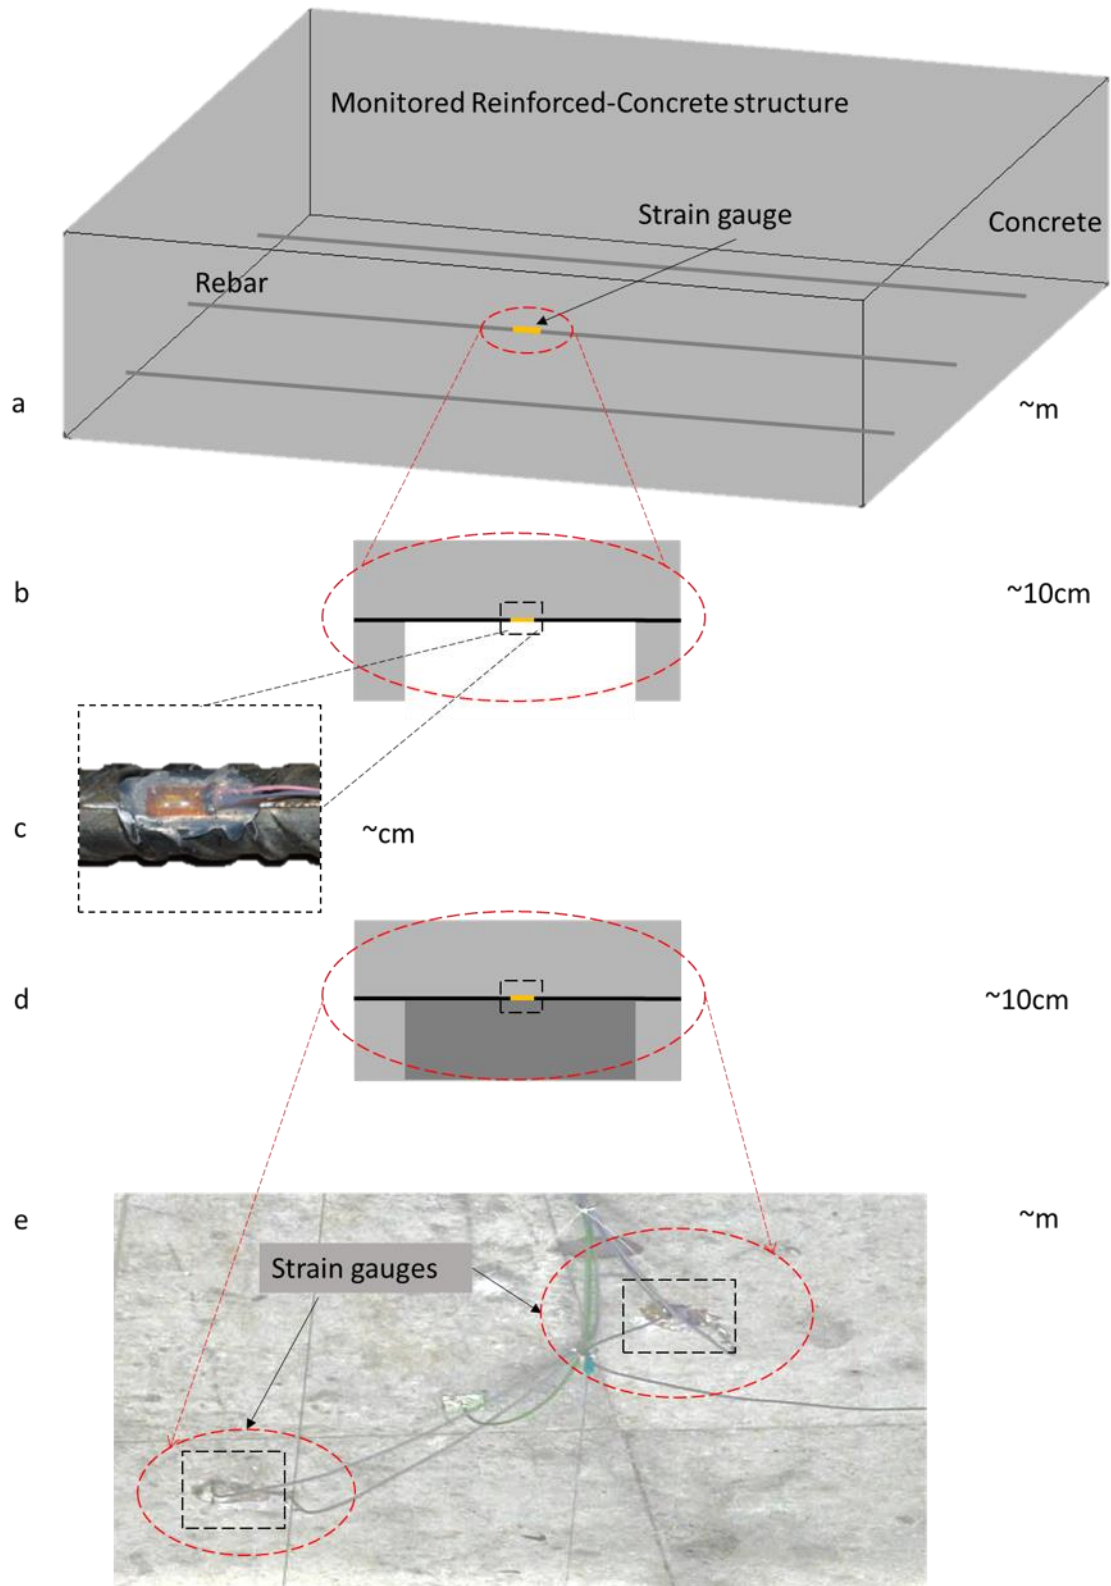 Monitored Reinforced-Concrete structure
Strain gauge
Concrete
Rebar
a
~m
b
~10cm
c
~cm
d
~10cm
e
~m
Strain gauges